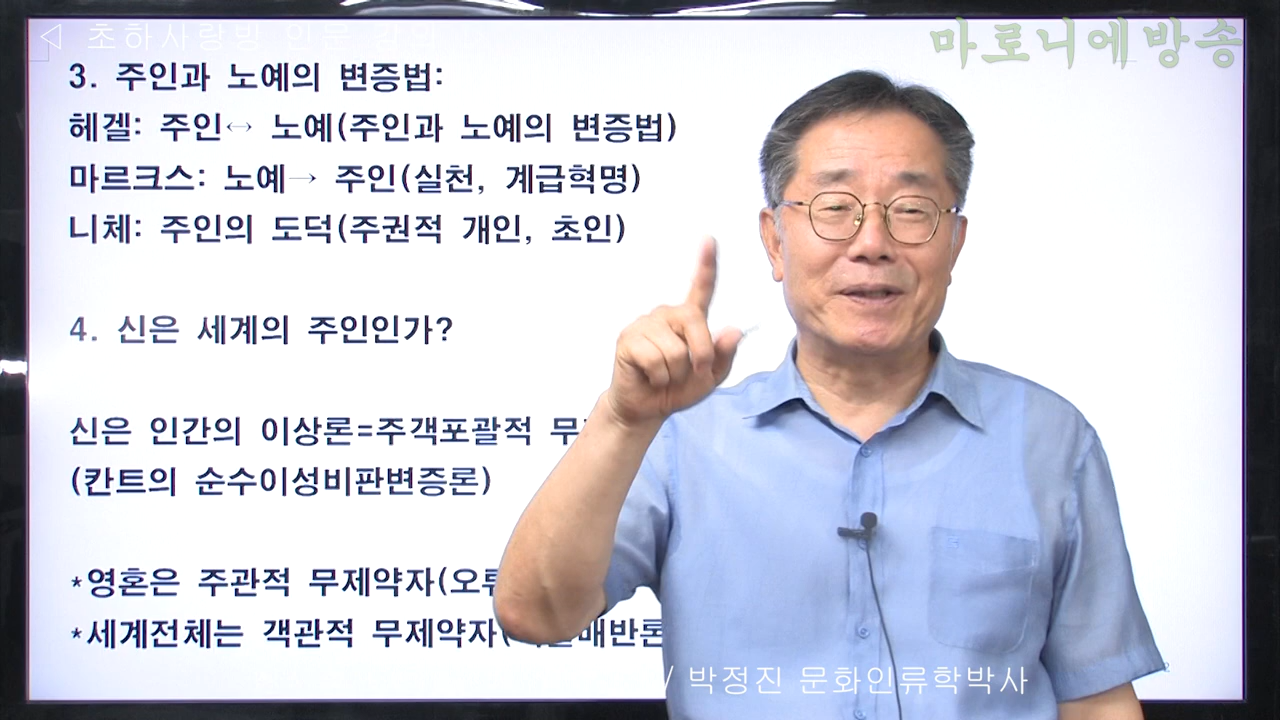 ◁ 초하사랑방 인문 강의
마로니에방송
3. 주인과 노예의 변증법:
헤겔: 주인↔ 노예(주인과 노예의 변증법)
마르크스: 노예→ 주인(실천, 계급혁명)
니체: 주인의 도덕(주권적 개인, 초인)
4. 신은 세계의 주인인가?
신은 인간의 이상론=주객포괄적
(칸트의 순수이성비판변증론)
*영혼은 주관적 무제약자(오류
*세계전체는 객관적 무제약자(
/ 박정진 문화인류학박사
2